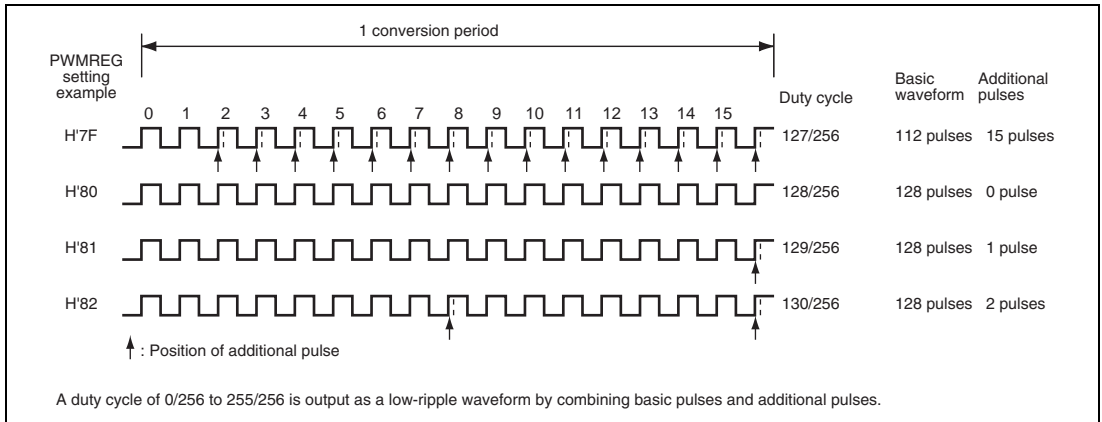 1 conversion period
PWMREG
setting
example
Duty cycle
Basic
waveform
Additional
pulses
0 1 2 3 4 5 6 7 8 9 10 11 12 13 14 15
H'7F 127/256 112 pulses 15 pulses
H'80 128/256 128 pulses 0 pulse
H'81 129/256 128 pulses 1 pulse
H'82 130/256 128 pulses 2 pulses
: Position of additional pulse
A duty cycle of 0/256 to 255/256 is output as a low-ripple waveform by combining basic pulses and additional pulses.